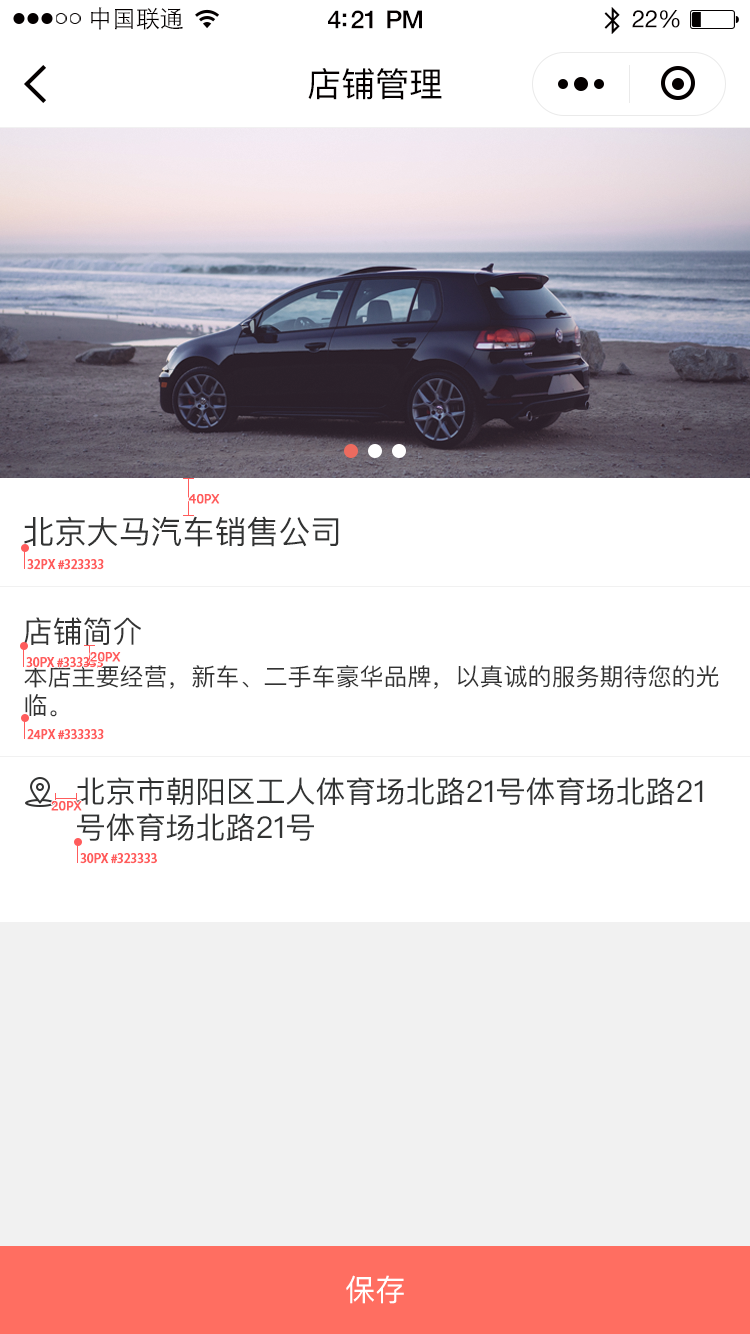 中国联通
4:21 PM
22%
店铺管理
40PX
北京大马汽车销售公司
32PX #323333
店铺简介
20PX
本店主要经营，新车、二手车豪华品牌，以真诚的服务期待您的光
临。
24PX #333333
北京市朝阳区工人体育场北路21号体育场北路21
20PX
号体育场北路21号
30PX #323333
保存